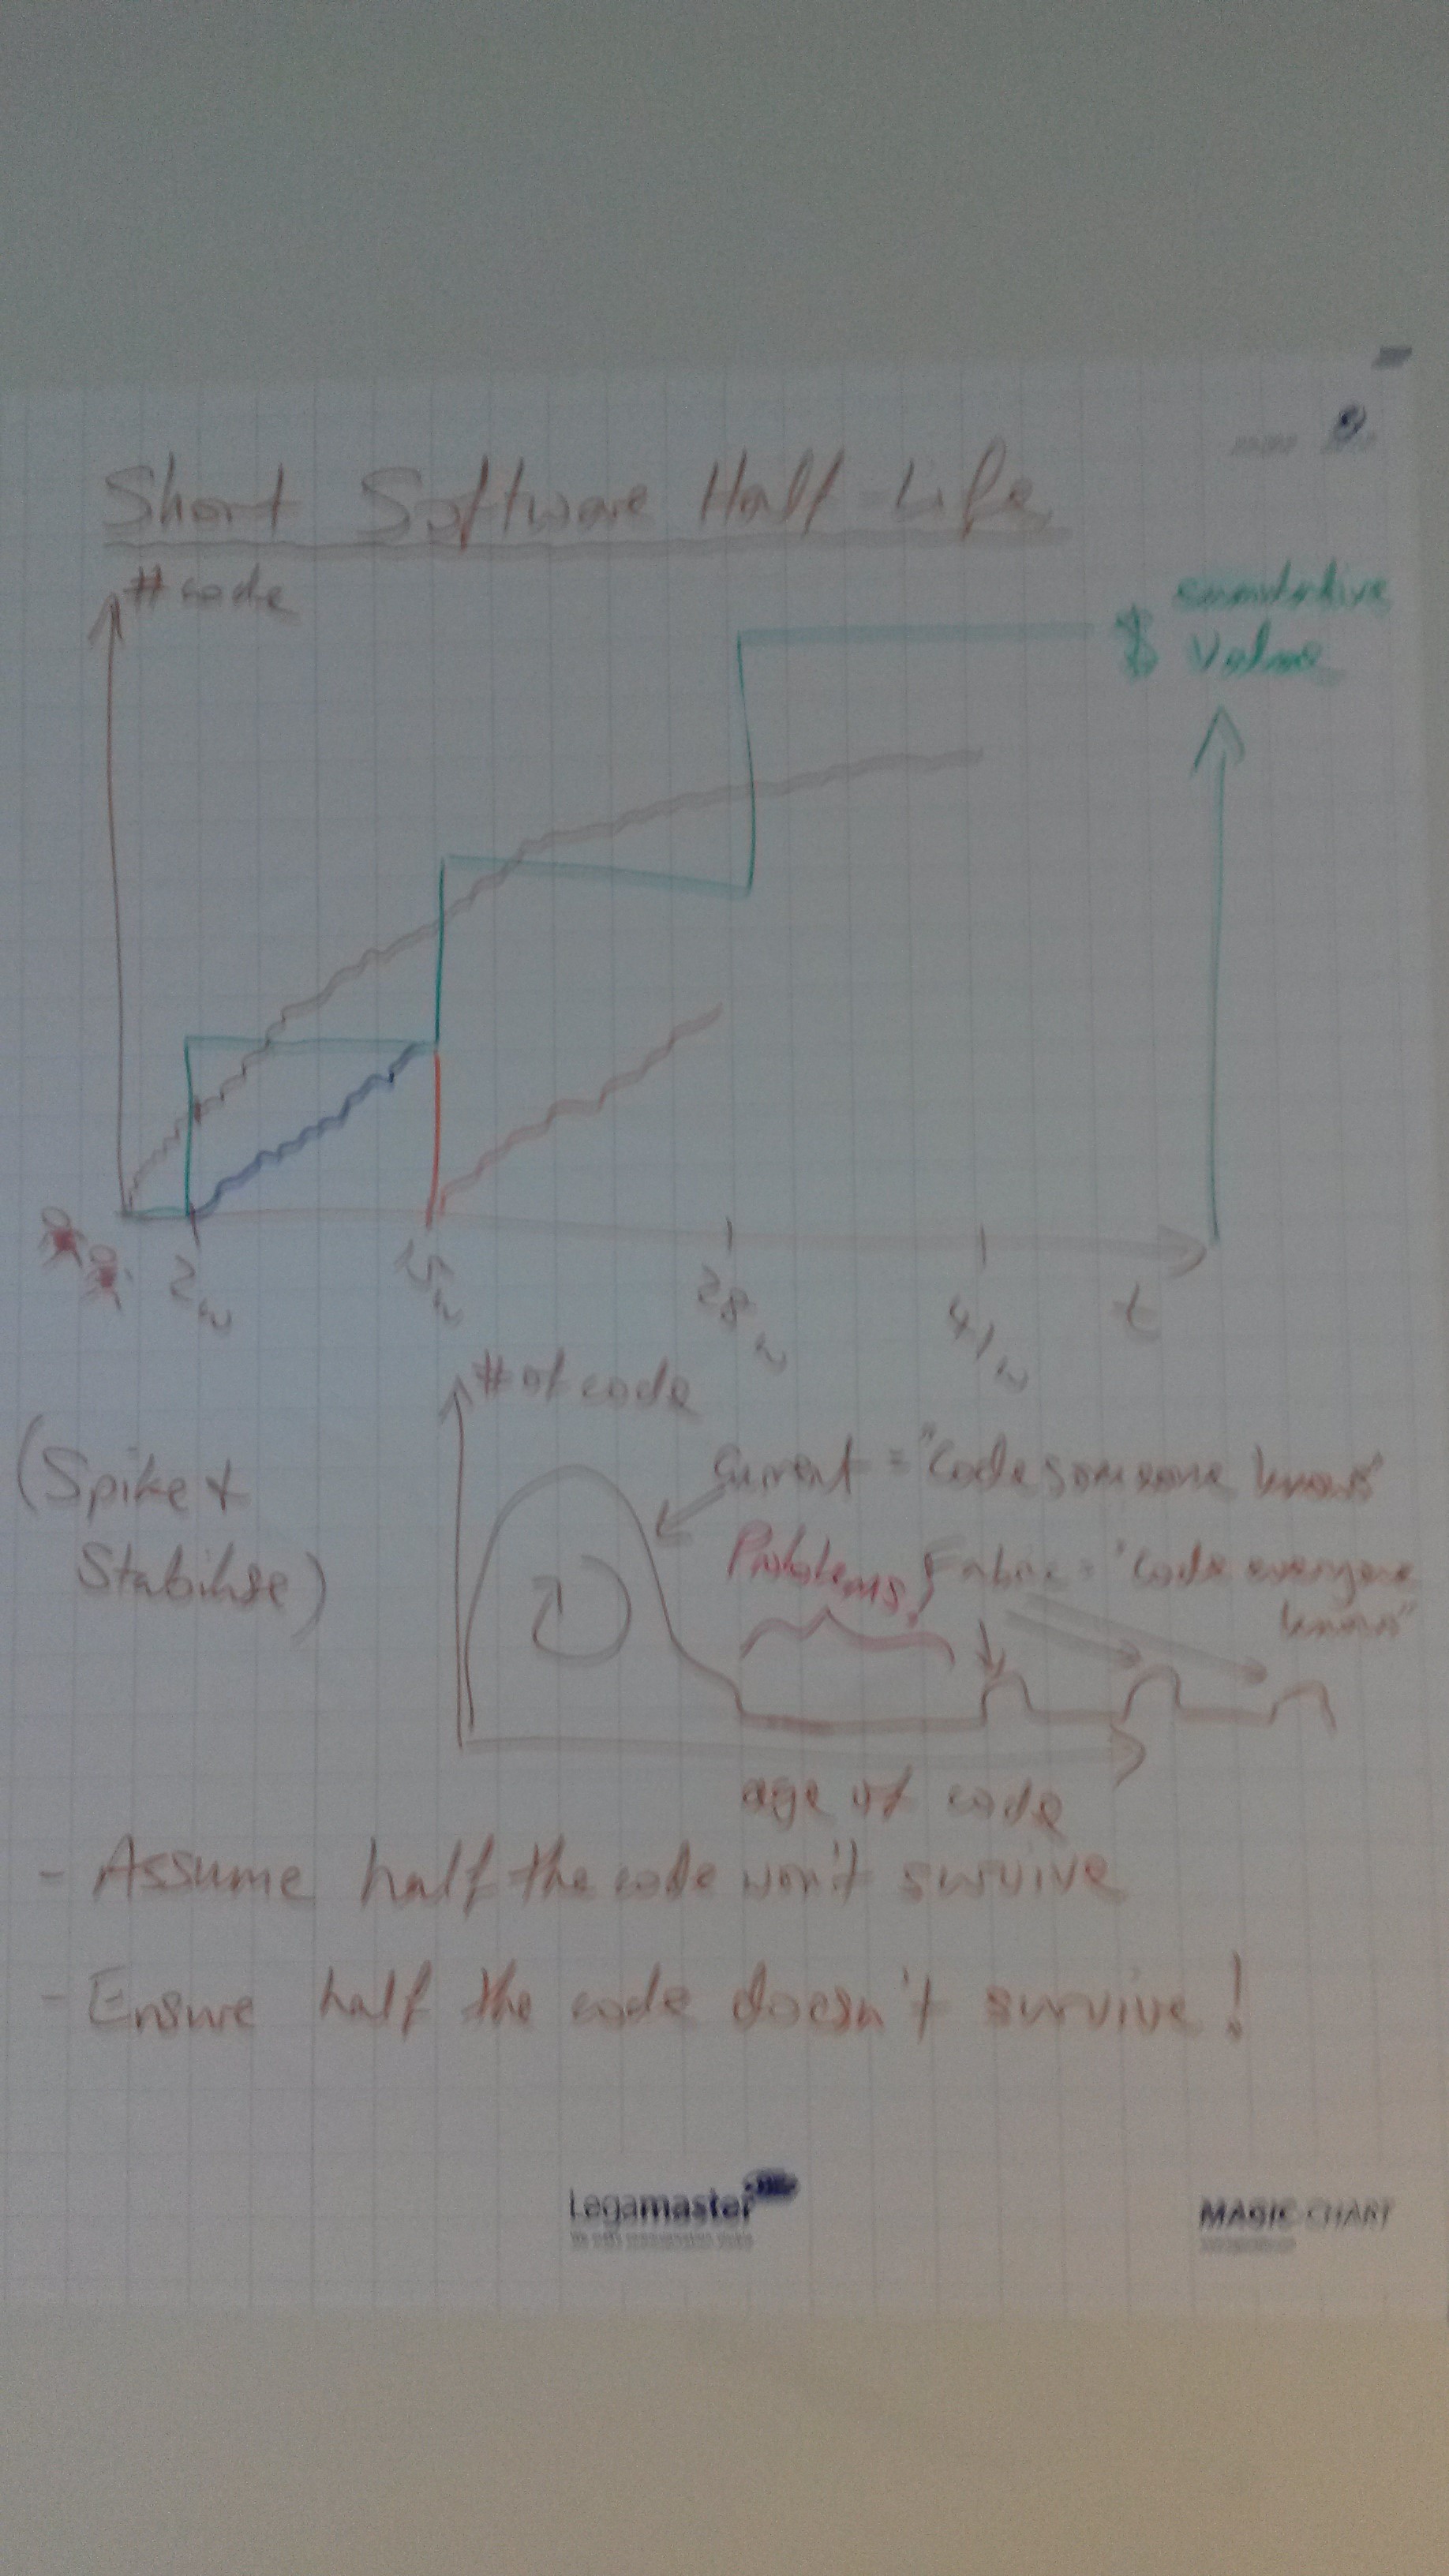 Short Software Half-Life
# code
cumulative
$ Value
2w
15w
28w
41w
t
# of code
(Spike &
Stabilise)
Current = "Code someone knows"
Problems!
Fabric = "Code everyone
knows"
age of code
- Assume half the code won't survive
- Ensure half the code doesn't survive!
Legamaster
MAGIC-CHART